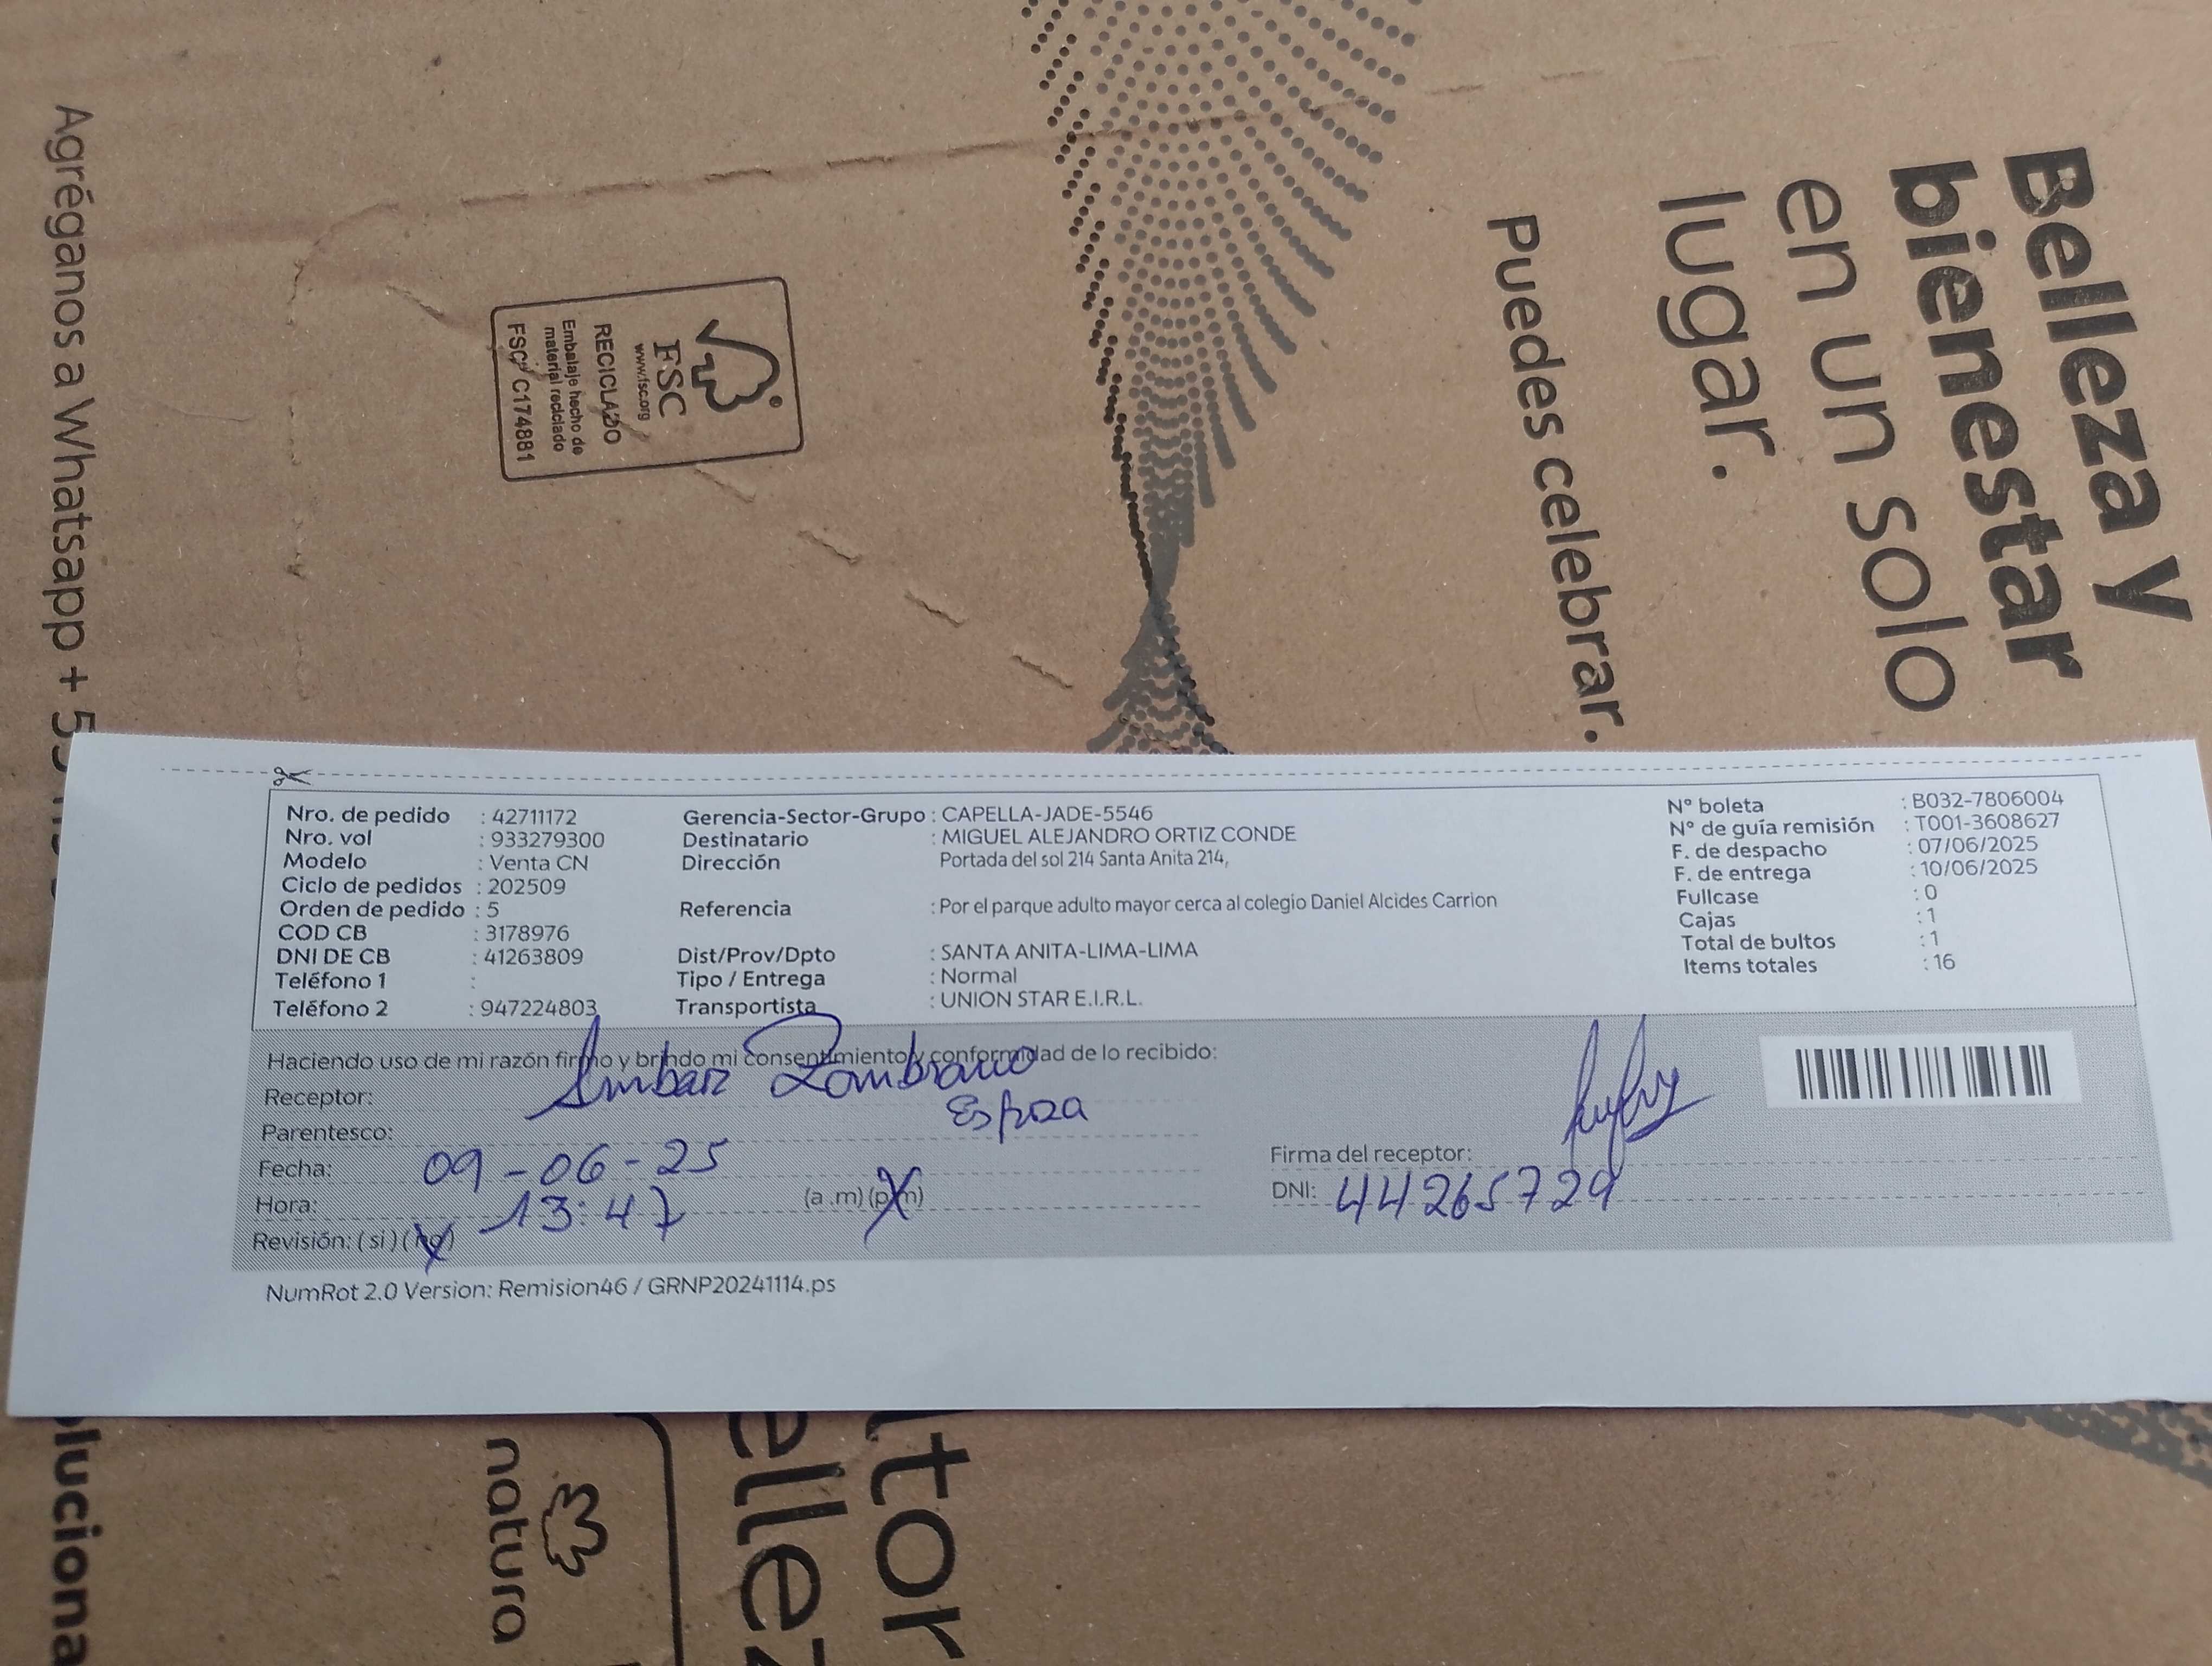 Belleza y
bienestar
en un solo
lugar.
Puedes celebrar.
FSC
www.fsc.org
RECICLADO
Embalaje hecho de
material reciclado
FSC® C174881
Agréganos a Whatsapp + 55
Nro. de pedido : 42711172
Nro. vol : 933279300
Modelo : Venta CN
Ciclo de pedidos : 202509
Orden de pedido : 5
COD CB : 3178976
DNI DE CB : 41263809
Teléfono 1 :
Teléfono 2 : 947224803
Gerencia-Sector-Grupo : CAPELLA-JADE-5546
Destinatario : MIGUEL ALEJANDRO ORTIZ CONDE
Dirección Portada del sol 214 Santa Anita 214,
Referencia : Por el parque adulto mayor cerca al colegio Daniel Alcides Carrion
Dist/Prov/Dpto : SANTA ANITA-LIMA-LIMA
Tipo / Entrega : Normal
Transportista : UNION STAR E.I.R.L.
N° boleta : B032-7806004
N° de guía remisión : T001-3608627
F. de despacho : 07/06/2025
F. de entrega : 10/06/2025
Fullcase : 0
Cajas : 1
Total de bultos : 1
Items totales : 16
Haciendo uso de mi razón firmo y brindo mi consentimiento y conformidad de lo recibido:
Receptor: Ambar Zambrano
Parentesco: Espoza
Fecha: 09-06-25
Hora: 13:47 (a.m) (p.m)
Revisión: (si) (no)
Firma del receptor:
DNI: 44265729
NumRot 2.0 Version: Remision46 / GRNP20241114.ps
natura